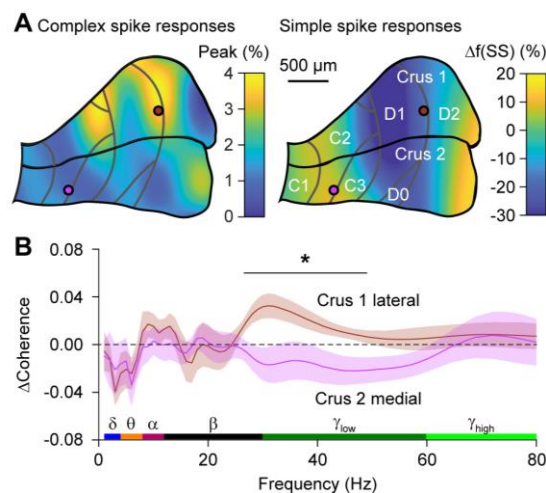 A Complex spike responses
Simple spike responses
Peak (%)
4
3
2
1
0
500 μm
Δf(SS) (%)
20
10
0
-10
-20
-30
Crus 1
D1 D2
C2
Crus 2
C1 C3
D0
B
0.08
0.04
0.00
-0.04
-0.08
ΔCoherence
*
Crus 1 lateral
Crus 2 medial
δ θ α β γlow γhigh
0 20 40 60 80
Frequency (Hz)